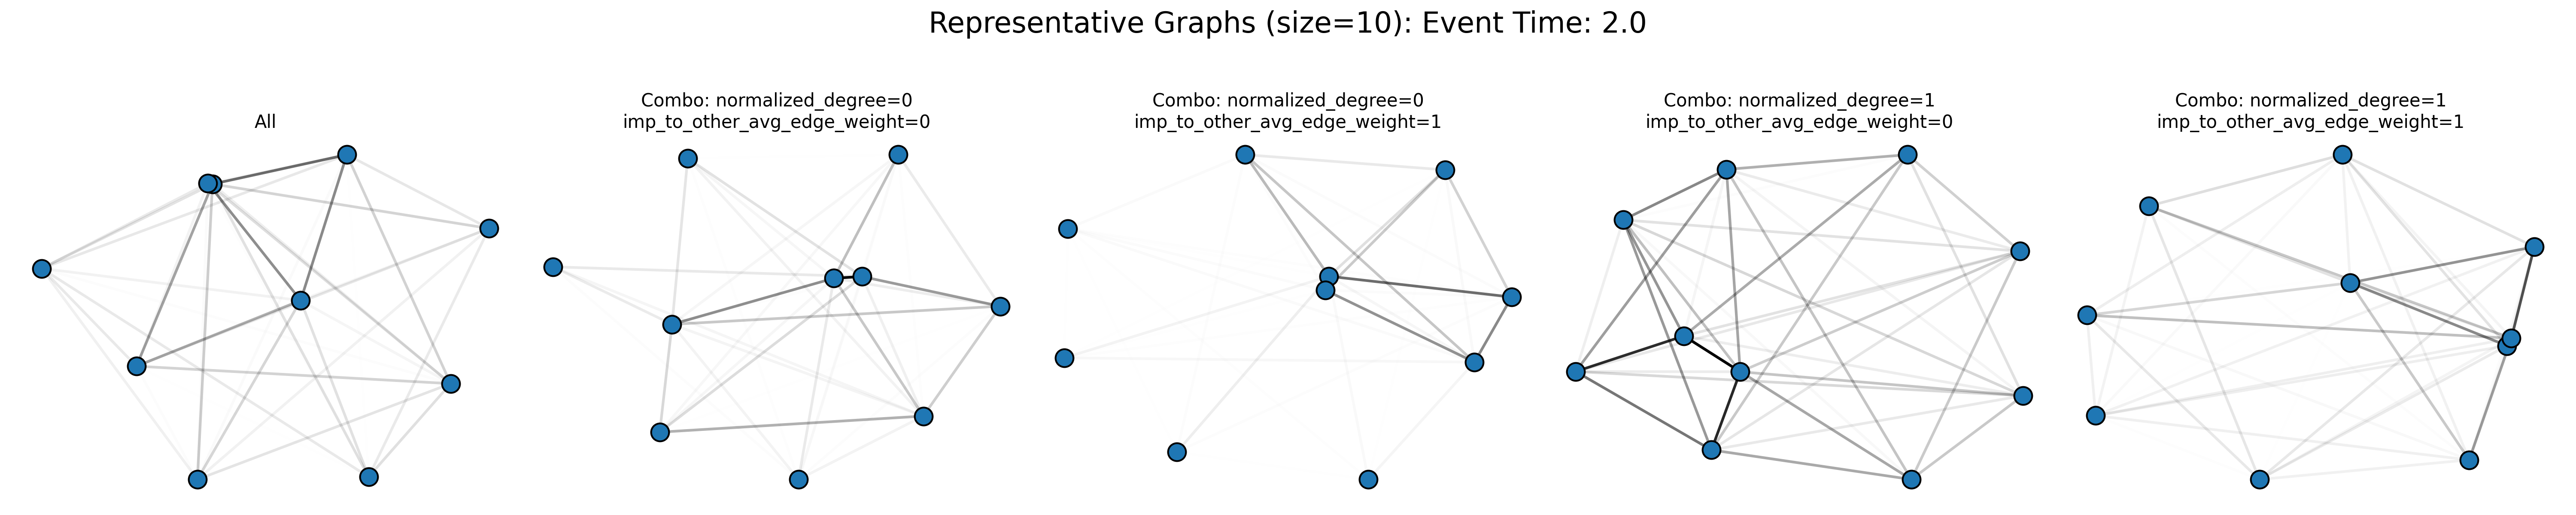 Representative Graphs (size=10): Event Time: 2.0
All
Combo: normalized_degree=0
imp_to_other_avg_edge_weight=0
Combo: normalized_degree=0
imp_to_other_avg_edge_weight=1
Combo: normalized_degree=1
imp_to_other_avg_edge_weight=0
Combo: normalized_degree=1
imp_to_other_avg_edge_weight=1